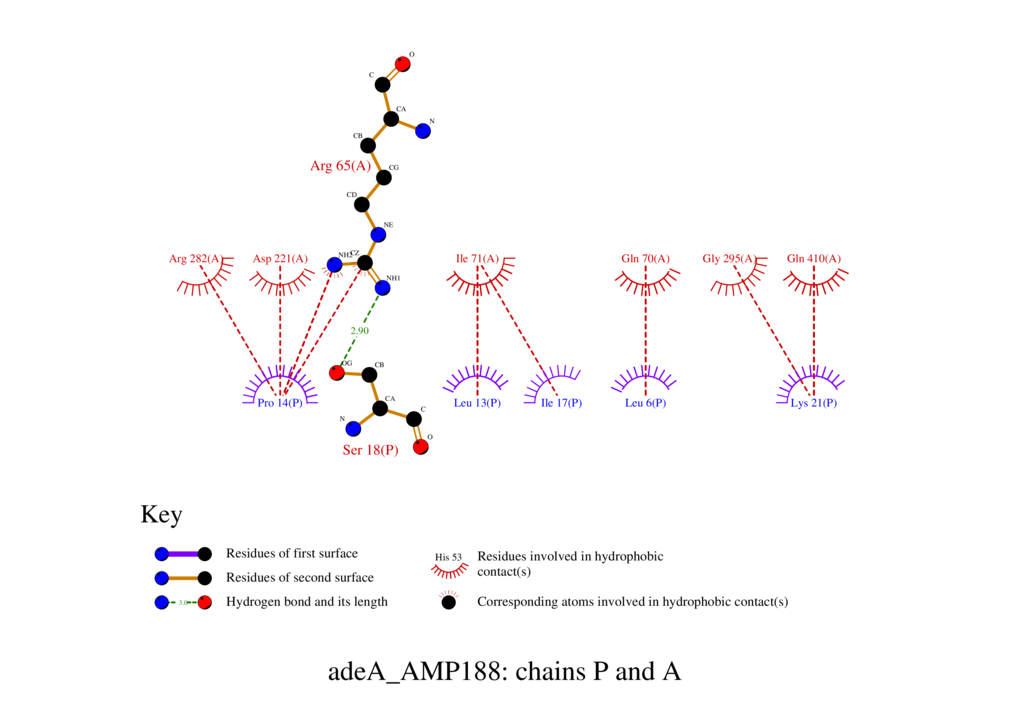 O
C
CA
N
CB
Arg 65(A)
CG
CD
NE
NH2
CZ
NH1
Arg 282(A)
Asp 221(A)
Ile 71(A)
Gln 70(A)
Gly 295(A)
Gln 410(A)
2.90
OG
CB
CA
C
N
O
Pro 14(P)
Leu 13(P)
Ile 17(P)
Leu 6(P)
Lys 21(P)
Ser 18(P)
Key
Residues of first surface
Residues of second surface
3.0
Hydrogen bond and its length
His 53
Residues involved in hydrophobic
contact(s)
Corresponding atoms involved in hydrophobic contact(s)
adeA_AMP188: chains P and A